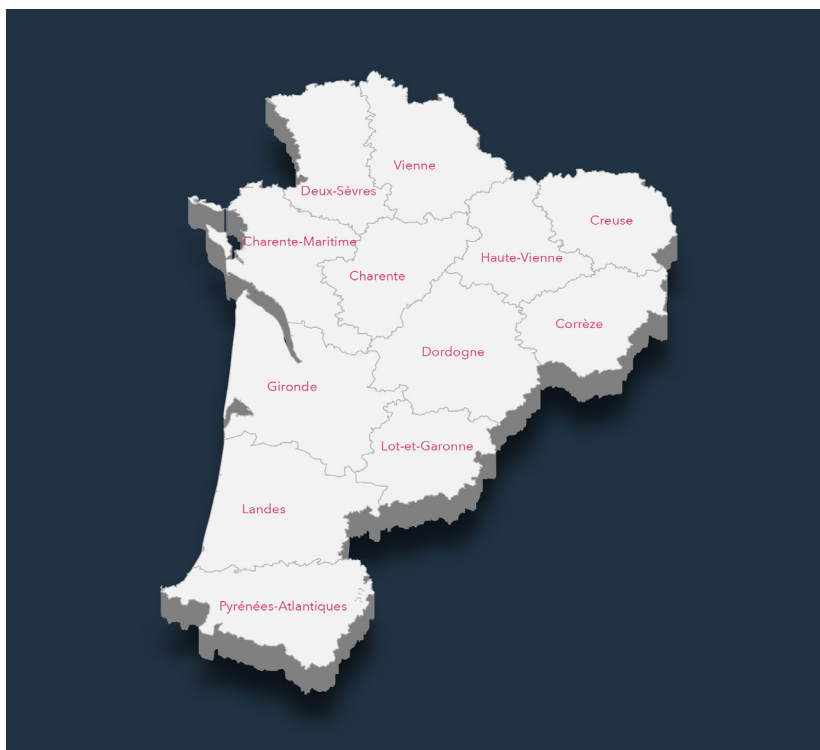 Vienne
Deux-Sèvres
Creuse
Charente-Maritime
Haute-Vienne
Charente
Corrèze
Dordogne
Gironde
Lot-et-Garonne
Landes
Pyrénées-Atlantiques